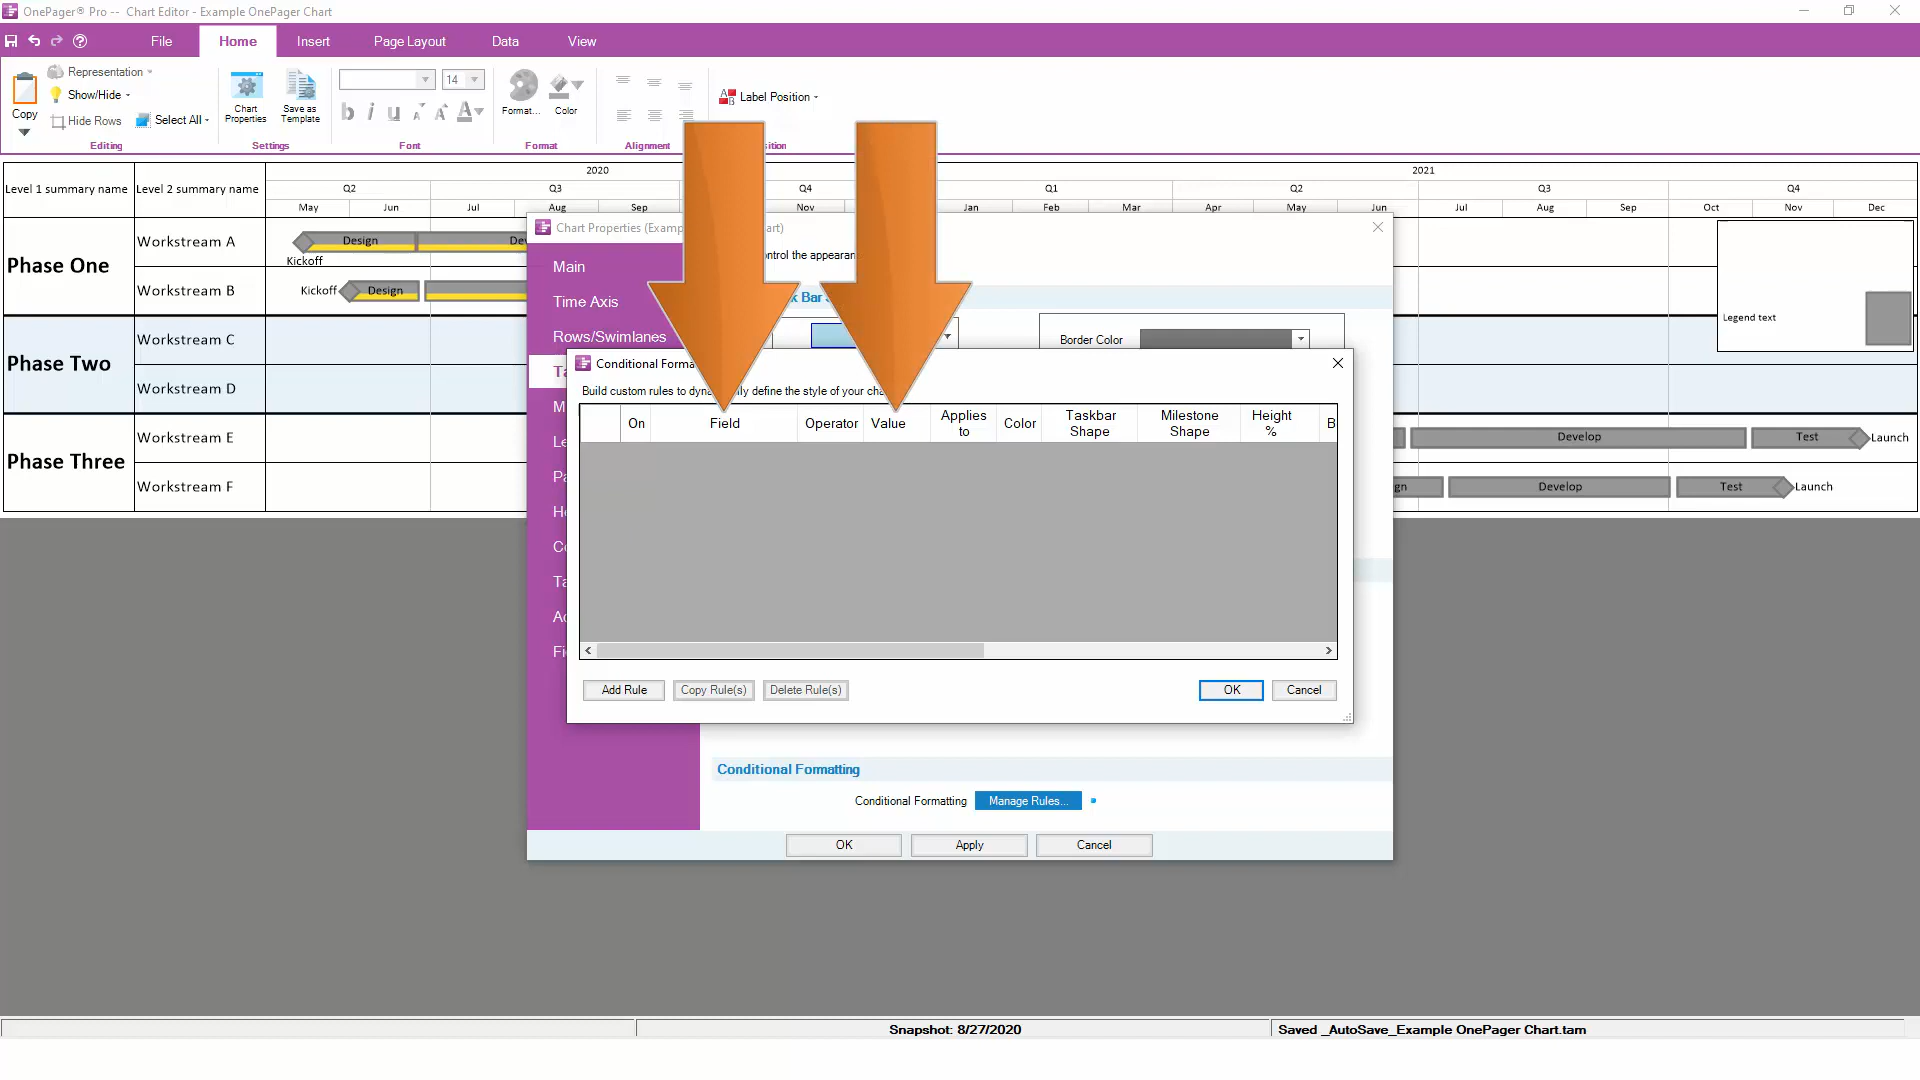 OnePager® Pro -- Chart Editor - Example OnePager Chart
File Home Insert Page Layout Data View
Copy
Representation
Show/Hide
Hide Rows
Select All
Editing
Chart Properties
Save as Template
Settings
14
b i u A A A
Font
Format...
Color
Format
Alignment
Label Position
ition
Level 1 summary name
Level 2 summary name
2020 2021
Q2 Q3 Q4 Q1 Q2 Q3 Q4
May Jun Jul Aug Sep Nov Jan Feb Mar Apr May Jun Jul Aug Sep Oct Nov Dec
Phase One
Workstream A
Design
Kickoff
Workstream B
Kickoff
Design
Phase Two
Workstream C
Workstream D
Phase Three
Workstream E
Develop
Test
Launch
Workstream F
gn
Develop
Test
Launch
Legend text
Chart Properties (Examp
art)
Main
Time Axis
Rows/Swimlanes
ntrol the appearan
k Bar S
Border Color
Conditional Forma
Build custom rules to dyna
lly define the style of your cha
On Field Operator Value Applies to Color Taskbar Shape Milestone Shape Height % B
Add Rule
Copy Rule(s)
Delete Rule(s)
OK
Cancel
Conditional Formatting
Conditional Formatting
Manage Rules...
OK
Apply
Cancel
Snapshot: 8/27/2020
Saved _AutoSave_Example OnePager Chart.tam